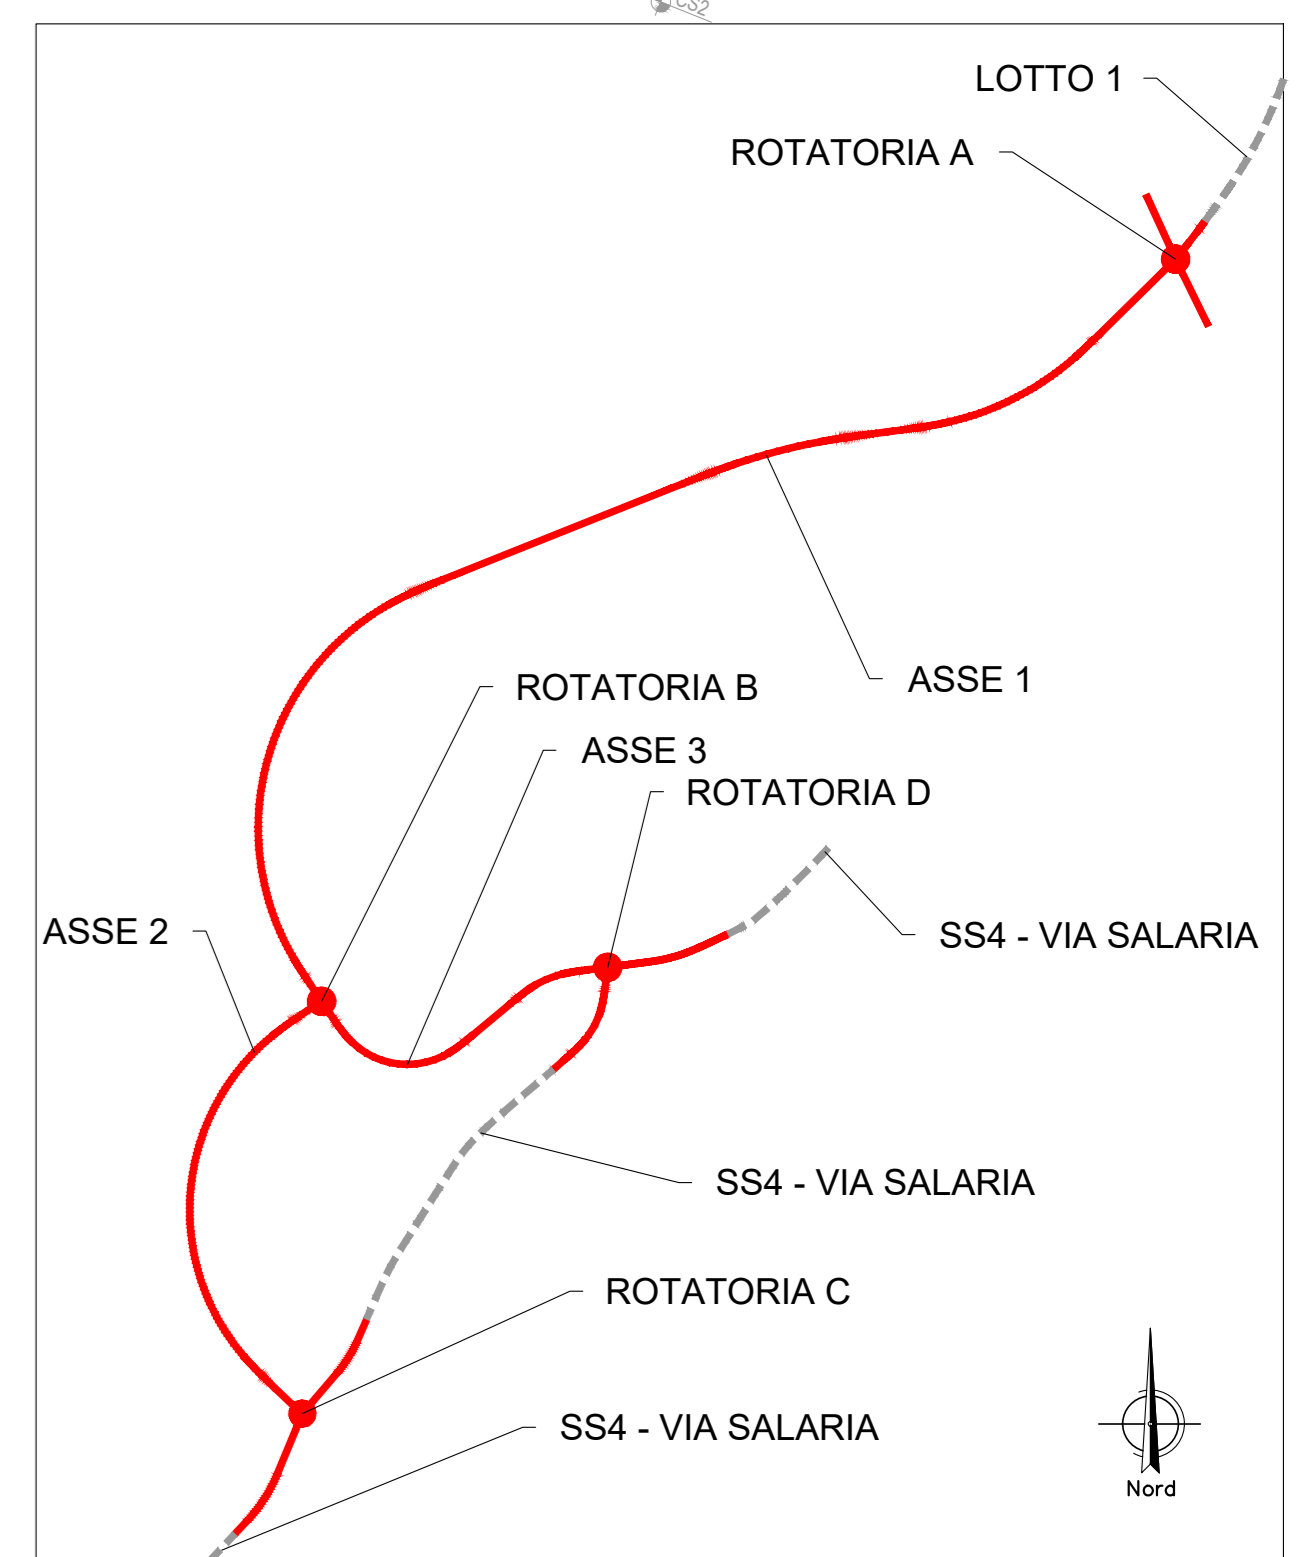 CS2
LOTTO 1
ROTATORIA A
ASSE 1
ROTATORIA B
ASSE 3
ROTATORIA D
ASSE 2
SS4 - VIA SALARIA
SS4 - VIA SALARIA
ROTATORIA C
SS4 - VIA SALARIA
Nord